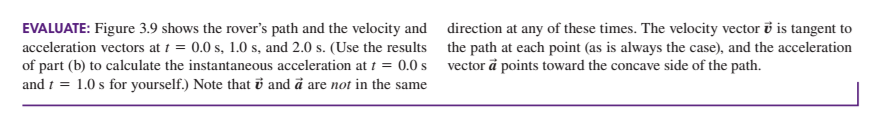 EVALUATE: Figure 3.9 shows the rover's path and the velocity and
acceleration vectors at t = 0.0 s, 1.0 s, and 2.0 s. (Use the results
of part (b) to calculate the instantaneous acceleration at t = 0.0 s
and t = 1.0 s for yourself.) Note that v⃗ and a⃗ are not in the same
direction at any of these times. The velocity vector v⃗ is tangent to
the path at each point (as is always the case), and the acceleration
vector a⃗ points toward the concave side of the path.